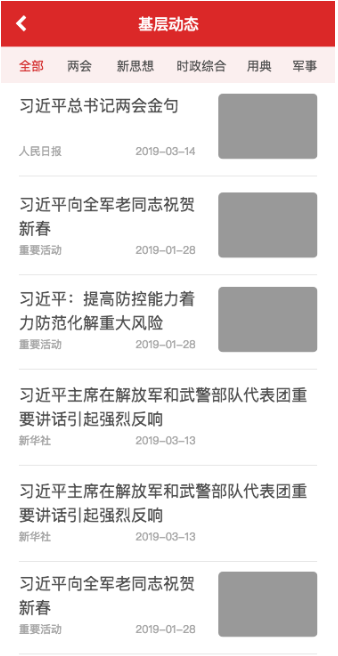 基层动态
全部 两会 新思想 时政综合 用典 军事
习近平总书记两会金句
人民日报 2019-03-14
习近平向全军老同志祝贺
新春
重要活动 2019-01-28
习近平：提高防控能力着
力防范化解重大风险
重要活动 2019-01-28
习近平主席在解放军和武警部队代表团重
要讲话引起强烈反响
新华社 2019-03-13
习近平主席在解放军和武警部队代表团重
要讲话引起强烈反响
新华社 2019-03-13
习近平向全军老同志祝贺
新春
重要活动 2019-01-28